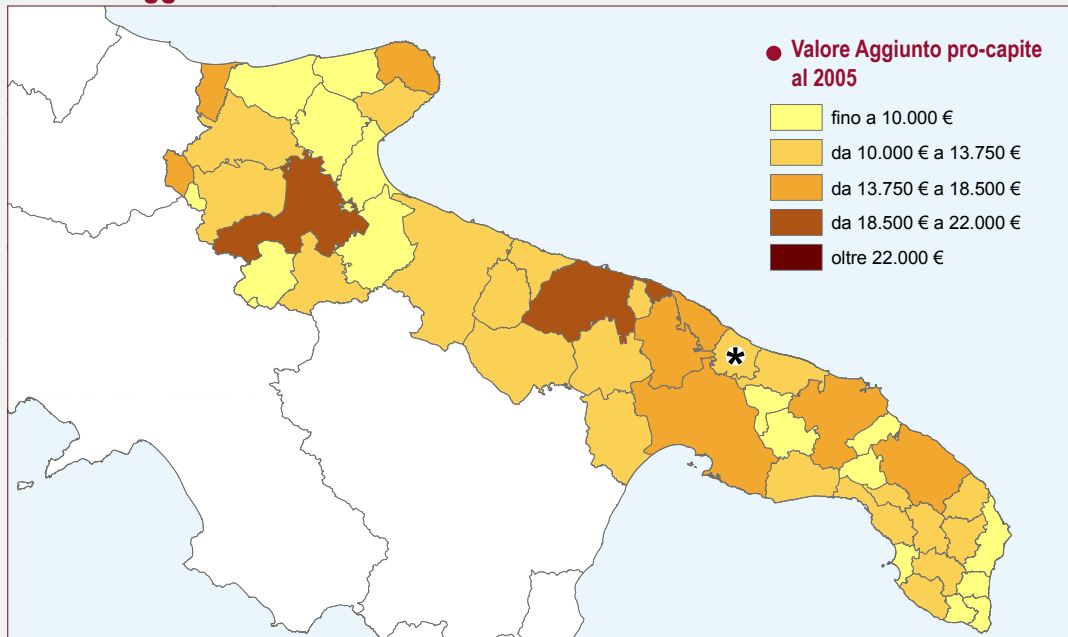 Valore Aggiunto pro-capite
al 2005
fino a 10.000 €
da 10.000 € a 13.750 €
da 13.750 € a 18.500 €
da 18.500 € a 22.000 €
oltre 22.000 €
*